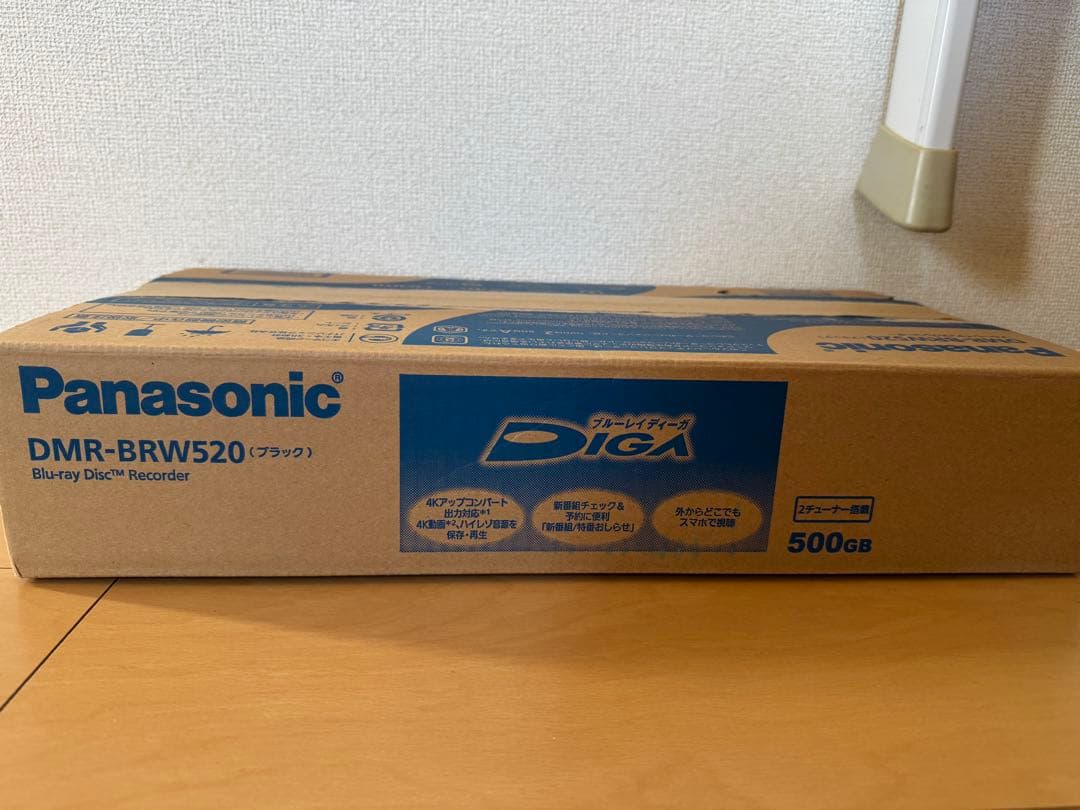 Panasonic®
DMR-BRW520(ブラック)
Blu-ray Disc™ Recorder
ブルーレイディーガ
DIGA
4Kアップコンバート
出力対応*1
4K動画*2、ハイレゾ音源を
保存・再生
新番組チェック&
予約に便利
「新番組/特番おしらせ」
外からどこでも
スマホで視聴
2チューナー搭載
500GB
Panasonic
DMR-BRW520